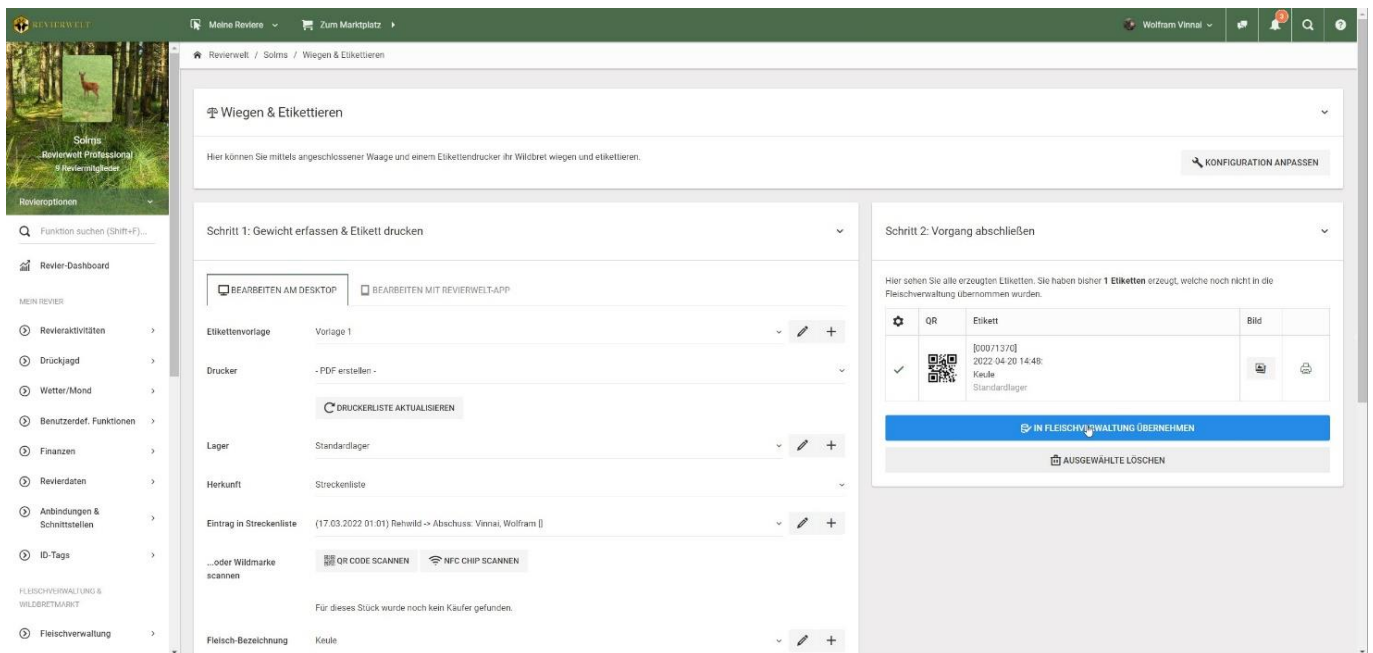 REVIERWELT
Meine Reviere
Zum Marktplatz
Wolfram Vinnai
3
Solms
Revierwelt Professional
9 Reviermitglieder
Revieroptionen
Funktion suchen (Shift+F)...
Revier-Dashboard
MEIN REVIER
Revieraktivitäten
Drückjagd
Wetter/Mond
Benutzerdef. Funktionen
Finanzen
Revierdaten
Anbindungen &
Schnittstellen
ID-Tags
FLEISCHVERWALTUNG &
WILDBRETMARKT
Fleischverwaltung
Revierwelt / Solms / Wiegen & Etikettieren
Wiegen & Etikettieren
Hier können Sie mittels angeschlossener Waage und einem Etikettendrucker ihr Wildbret wiegen und etikettieren.
KONFIGURATION ANPASSEN
Schritt 1: Gewicht erfassen & Etikett drucken
BEARBEITEN AM DESKTOP
BEARBEITEN MIT REVIERWELT-APP
Etikettenvorlage
Vorlage 1
Drucker
- PDF erstellen -
DRUCKERLISTE AKTUALISIEREN
Lager
Standardlager
Herkunft
Streckenliste
Eintrag in Streckenliste
(17.03.2022 01:01) Rehwild -> Abschuss: Vinnai, Wolfram []
...oder Wildmarke
scannen
QR CODE SCANNEN
NFC CHIP SCANNEN
Für dieses Stück wurde noch kein Käufer gefunden.
Fleisch-Bezeichnung
Keule
Schritt 2: Vorgang abschließen
Hier sehen Sie alle erzeugten Etiketten. Sie haben bisher 1 Etiketten erzeugt, welche noch nicht in die
Fleischverwaltung übernommen wurden.
QR
Etikett
Bild
[00071370]
2022-04-20 14:48:
Keule
Standardlager
IN FLEISCHVERWALTUNG ÜBERNEHMEN
AUSGEWÄHLTE LÖSCHEN